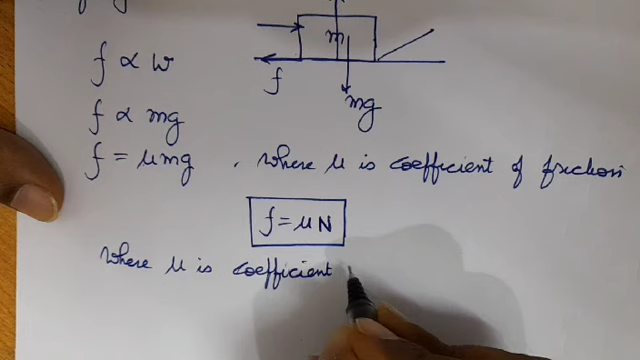 m
f ∝ w
f
mg
f ∝ mg
f = μmg , where μ is coefficient of friction
f = μN
where μ is coefficient